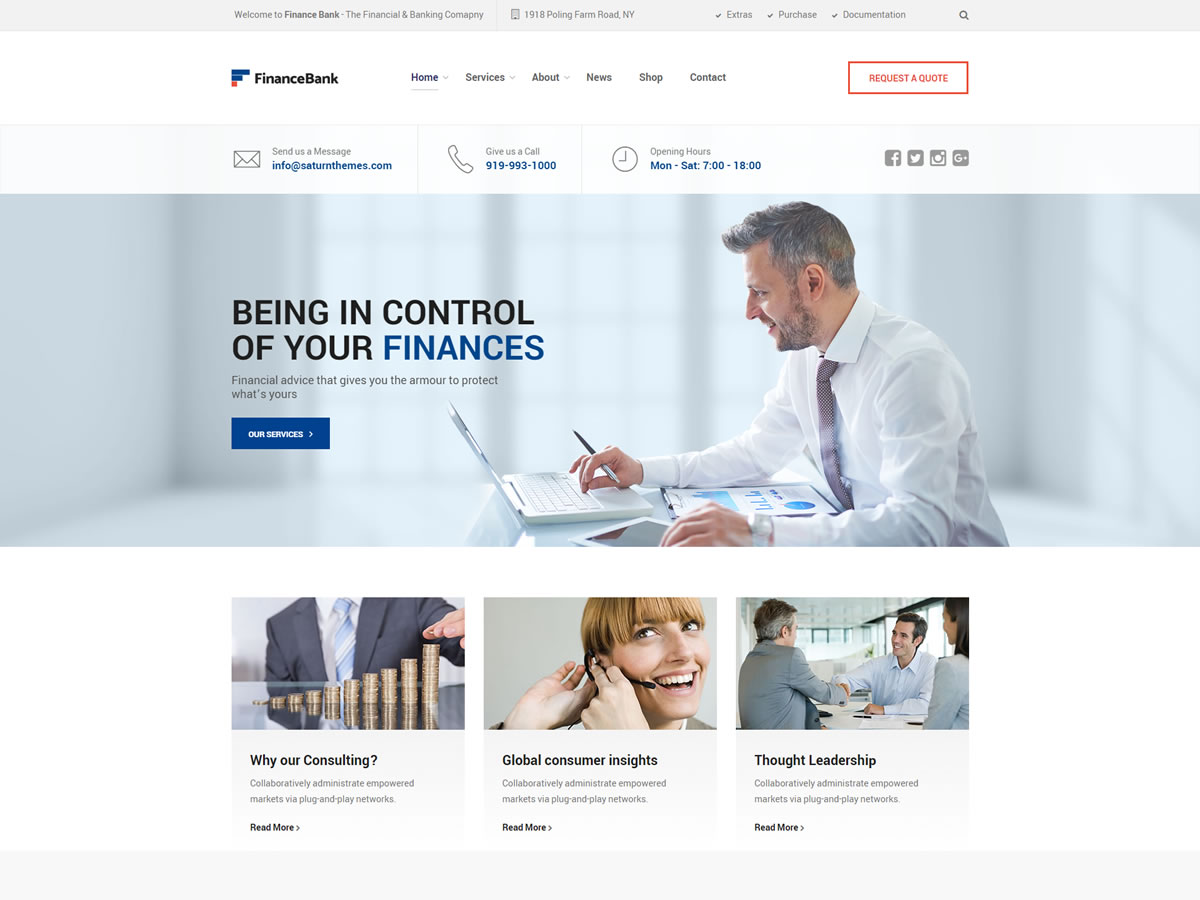 Welcome to Finance Bank - The Financial & Banking Comapny
1918 Poling Farm Road, NY
Extras
Purchase
Documentation
FinanceBank
Home
Services
About
News
Shop
Contact
REQUEST A QUOTE
Send us a Message
info@saturnthemes.com
Give us a Call
919-993-1000
Opening Hours
Mon - Sat: 7:00 - 18:00
BEING IN CONTROL
OF YOUR FINANCES
Financial advice that gives you the armour to protect
what's yours
OUR SERVICES
Why our Consulting?
Collaboratively administrate empowered
markets via plug-and-play networks.
Read More
Global consumer insights
Collaboratively administrate empowered
markets via plug-and-play networks.
Read More
Thought Leadership
Collaboratively administrate empowered
markets via plug-and-play networks.
Read More